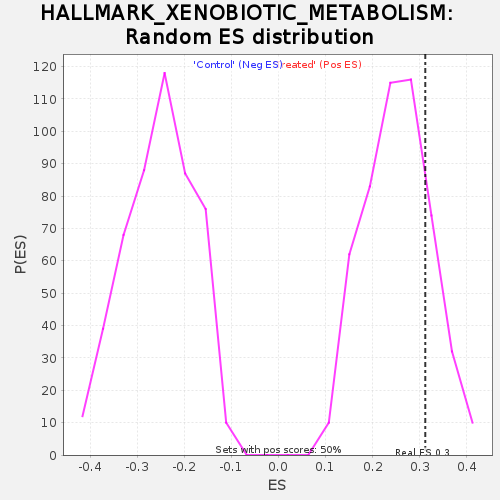 HALLMARK_XENOBIOTIC_METABOLISM:
Random ES distribution
'Control' (Neg ES)reated' (Pos ES)
120
110
100
90
80
70
60
50
40
30
20
10
0
P(ES)
Sets with pos scores: 50%
Real ES 0.3
-0.4 -0.3 -0.2 -0.1 0.0 0.1 0.2 0.3 0.4
ES